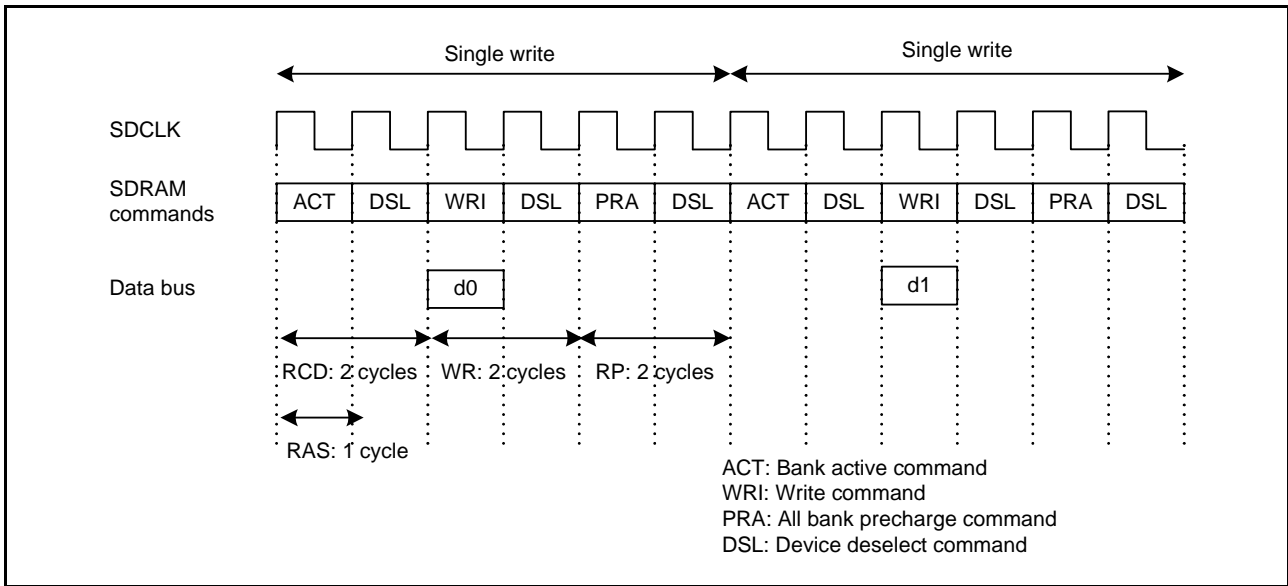 Single write Single write
SDCLK
SDRAM
commands
ACT DSL WRI DSL PRA DSL ACT DSL WRI DSL PRA DSL
Data bus d0 d1
RCD: 2 cycles WR: 2 cycles RP: 2 cycles
RAS: 1 cycle
ACT: Bank active command
WRI: Write command
PRA: All bank precharge command
DSL: Device deselect command